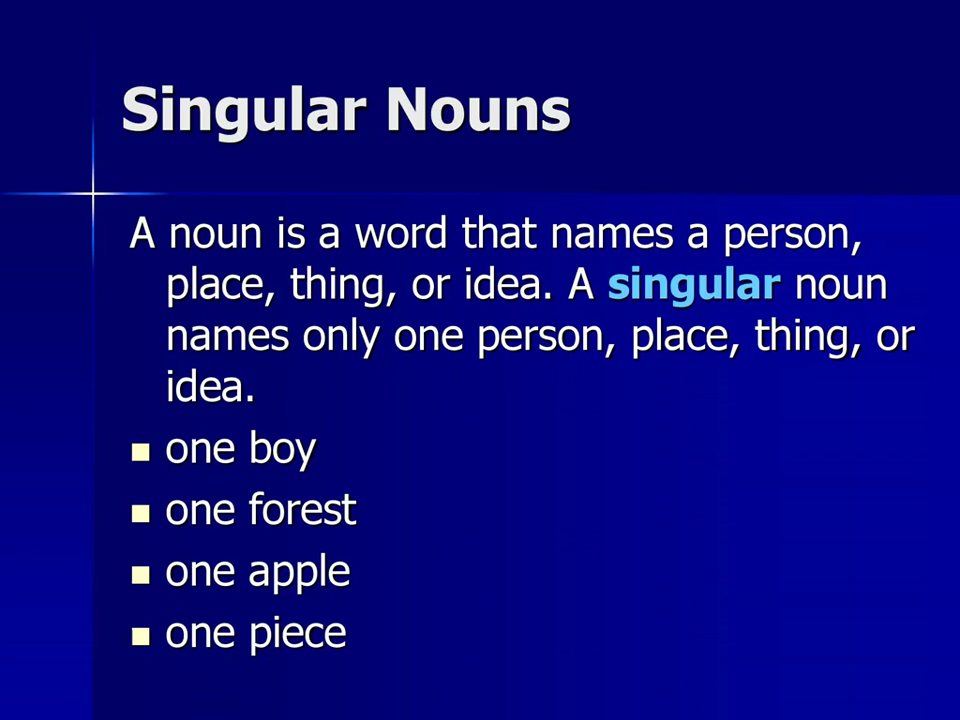 Singular Nouns
A noun is a word that names a person,
place, thing, or idea. A singular noun
names only one person, place, thing, or
idea.
one boy
one forest
one apple
one piece